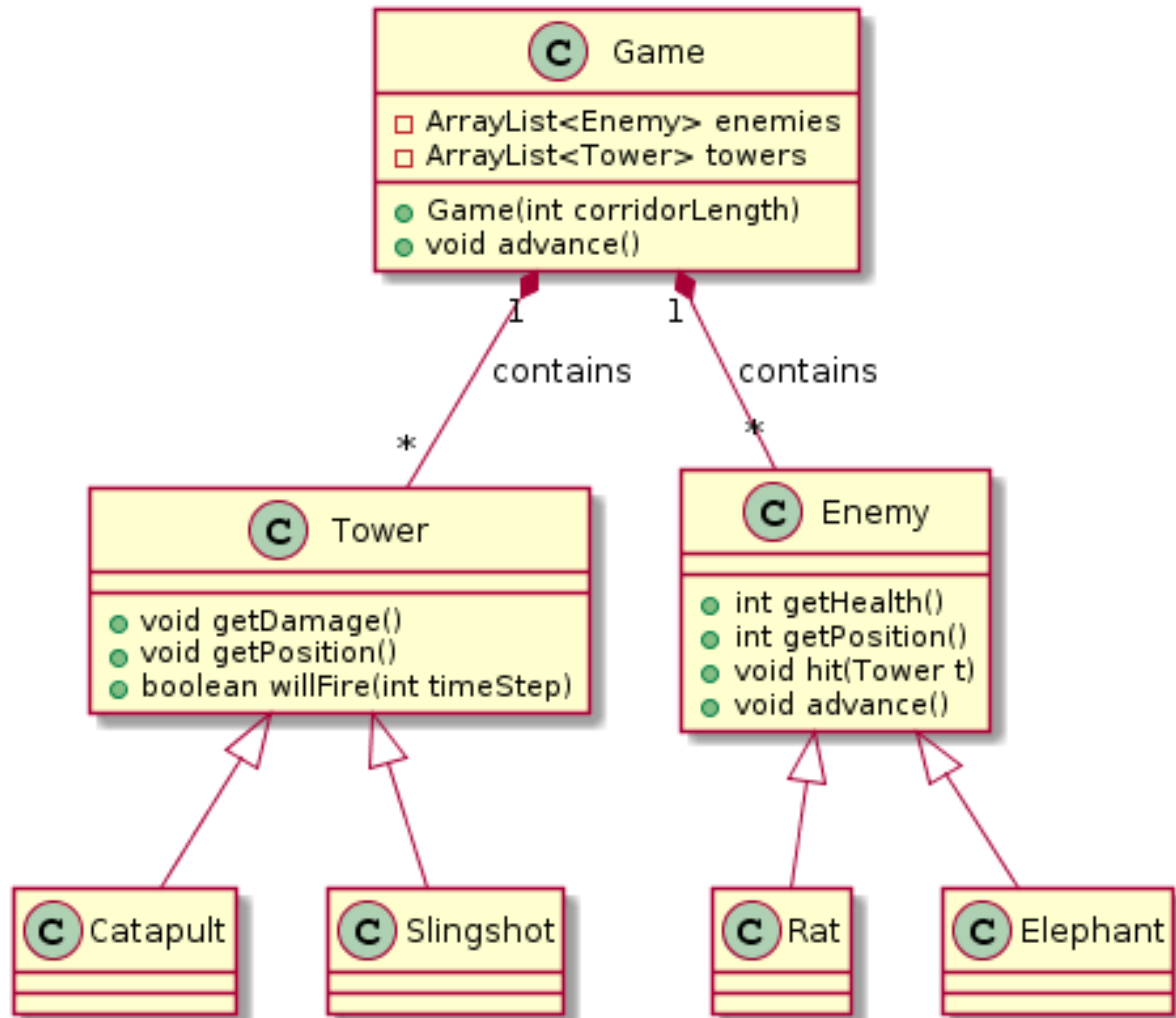 C Game
ArrayList<Enemy> enemies
ArrayList<Tower> towers
Game(int corridorLength)
void advance()
1
1
contains
contains
*
*
C Tower
void getDamage()
void getPosition()
boolean willFire(int timeStep)
C Enemy
int getHealth()
int getPosition()
void hit(Tower t)
void advance()
C Catapult
C Slingshot
C Rat
C Elephant